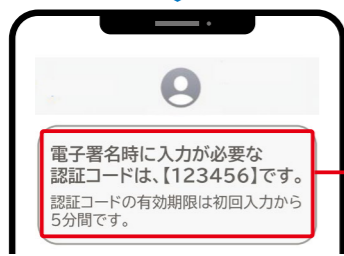 電子署名時に入力が必要な
認証コードは、【123456】です。
認証コードの有効期限は初回入力から
5分間です。